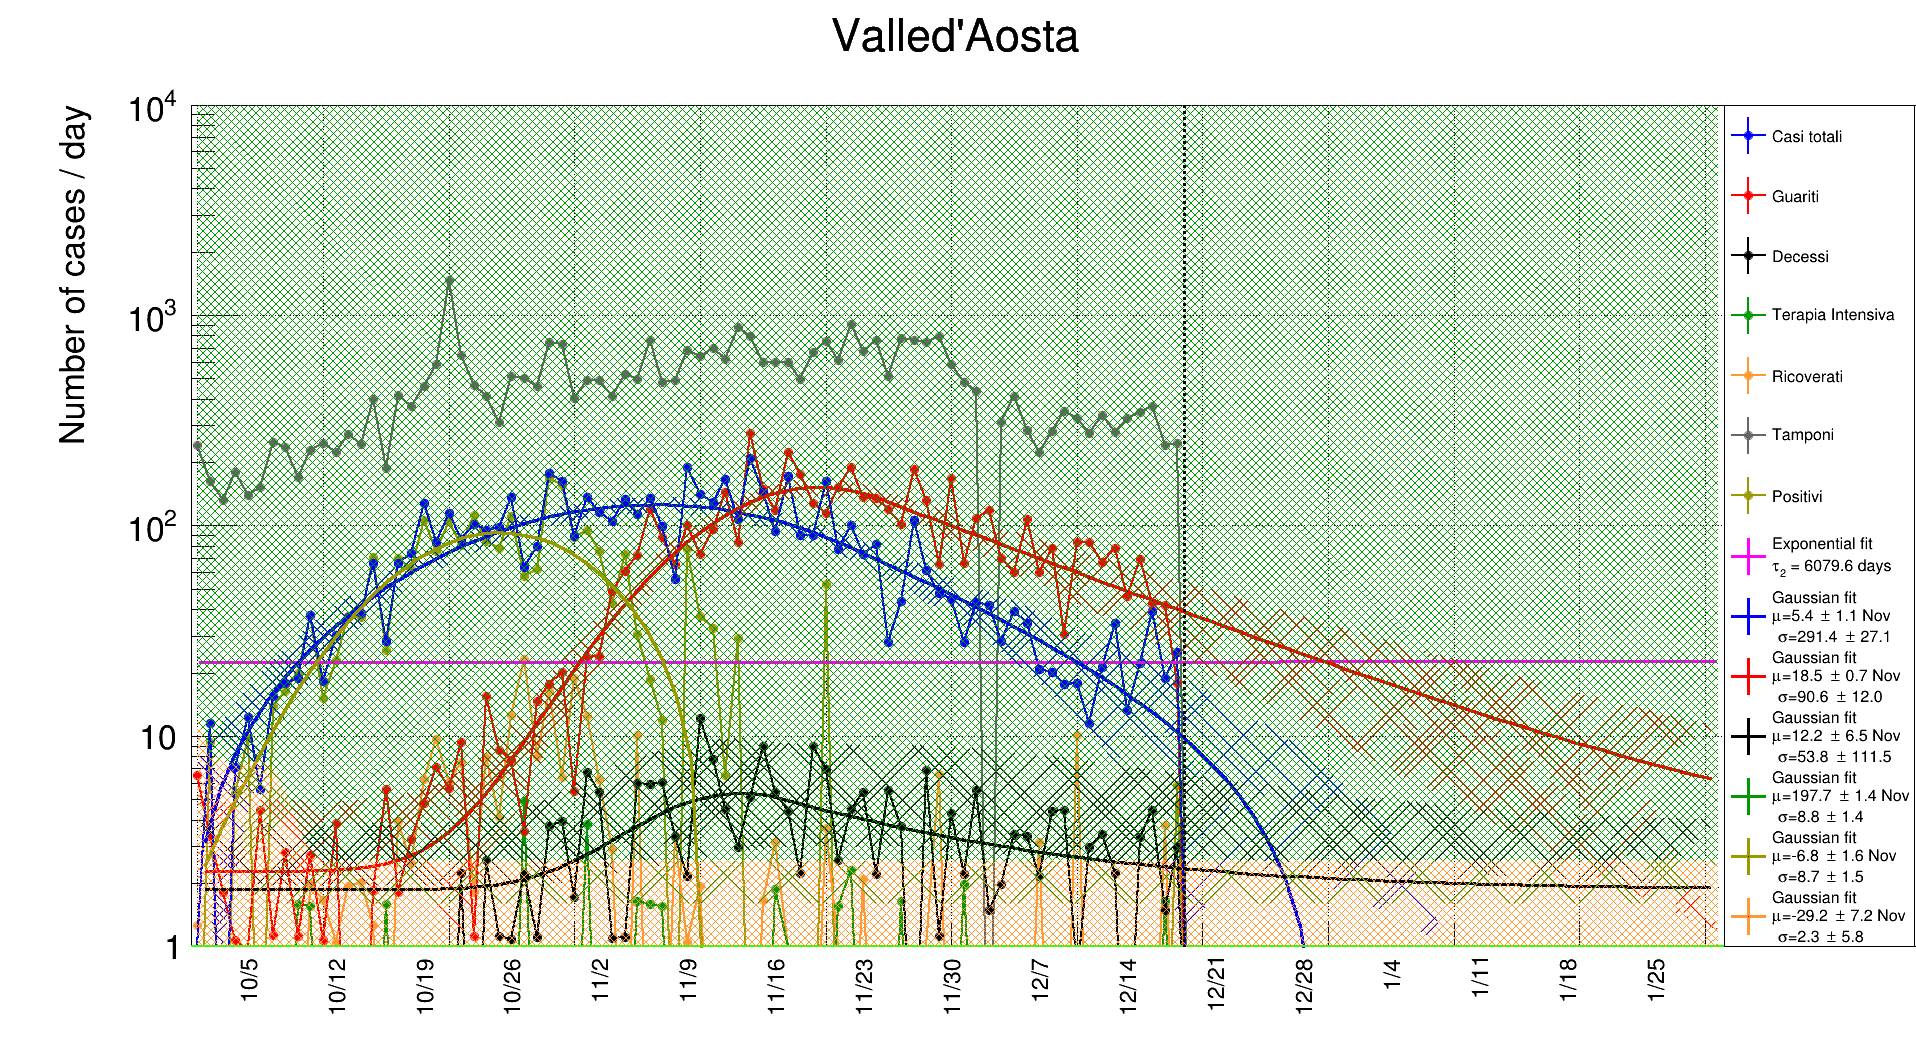 Valled'Aosta
Number of cases / day
10^4
10^3
10^2
10
1
10/5
10/12
10/19
10/26
11/2
11/9
11/16
11/23
11/30
12/7
12/14
12/21
12/28
1/4
1/11
1/18
1/25
Casi totali
Guariti
Decessi
Terapia Intensiva
Ricoverati
Tamponi
Positivi
Exponential fit
τ₂ = 6079.6 days
Gaussian fit
μ=5.4 ± 1.1 Nov
σ=291.4 ± 27.1
Gaussian fit
μ=18.5 ± 0.7 Nov
σ=90.6 ± 12.0
Gaussian fit
μ=12.2 ± 6.5 Nov
σ=53.8 ± 111.5
Gaussian fit
μ=197.7 ± 1.4 Nov
σ=8.8 ± 1.4
Gaussian fit
μ=-6.8 ± 1.6 Nov
σ=8.7 ± 1.5
Gaussian fit
μ=-29.2 ± 7.2 Nov
σ=2.3 ± 5.8